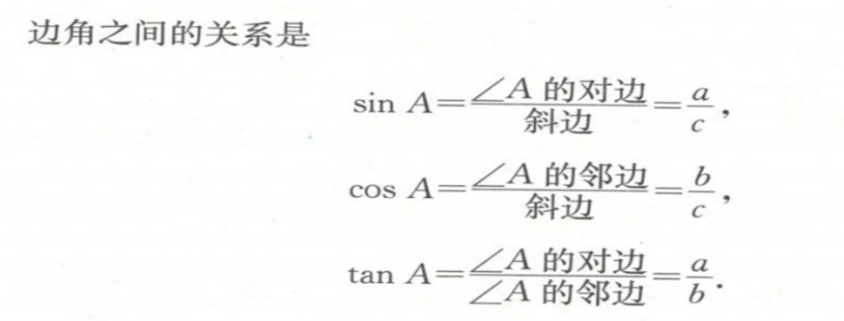 边角之间的关系是
sin A=∠A 的对边/斜边=a/c,
cos A=∠A 的邻边/斜边=b/c,
tan A=∠A 的对边/∠A 的邻边=a/b.